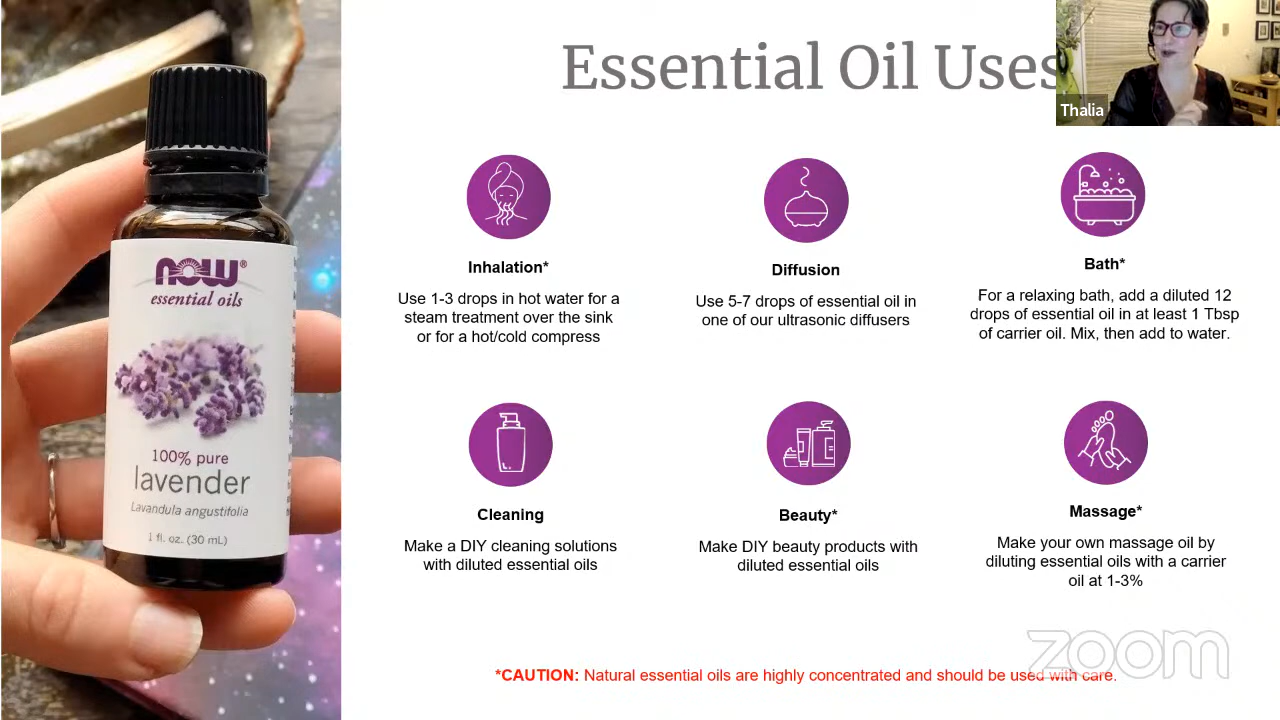 Essential Oil Uses
Thalia
now®
essential oils
100% pure
lavender
Lavandula angustifolia
1 fl. oz. (30 mL)
Inhalation*
Use 1-3 drops in hot water for a
steam treatment over the sink
or for a hot/cold compress
Diffusion
Use 5-7 drops of essential oil in
one of our ultrasonic diffusers
Bath*
For a relaxing bath, add a diluted 12
drops of essential oil in at least 1 Tbsp
of carrier oil. Mix, then add to water.
Cleaning
Make a DIY cleaning solutions
with diluted essential oils
Beauty*
Make DIY beauty products with
diluted essential oils
Massage*
Make your own massage oil by
diluting essential oils with a carrier
oil at 1-3%
*CAUTION: Natural essential oils are highly concentrated and should be used with care.
zoom